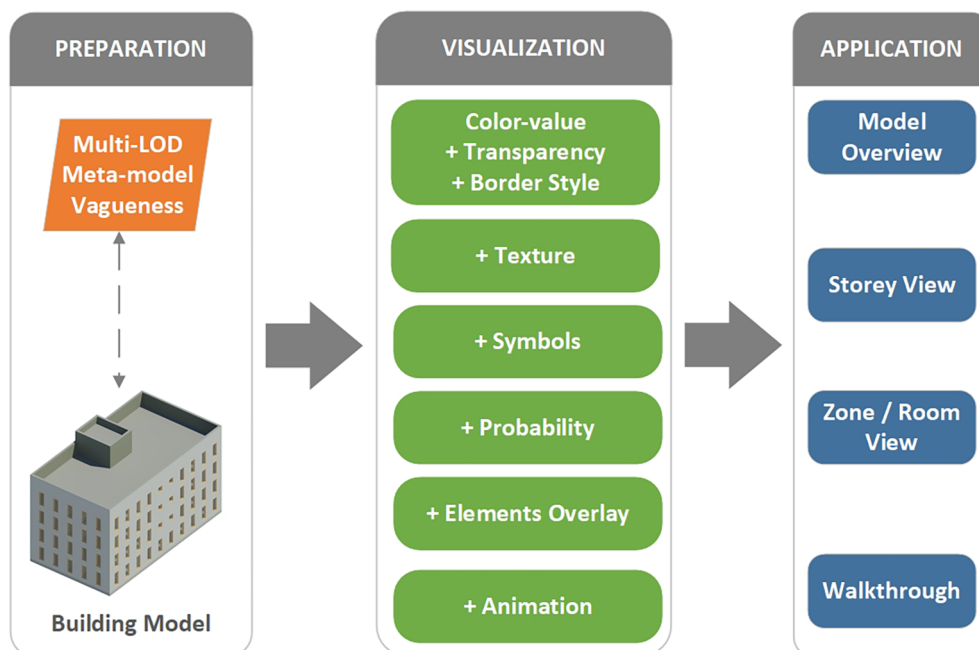 PREPARATION
Multi-LOD
Meta-model
Vagueness
Building Model
VISUALIZATION
Color-value
+ Transparency
+ Border Style
+ Texture
+ Symbols
+ Probability
+ Elements Overlay
+ Animation
APPLICATION
Model
Overview
Storey View
Zone / Room
View
Walkthrough